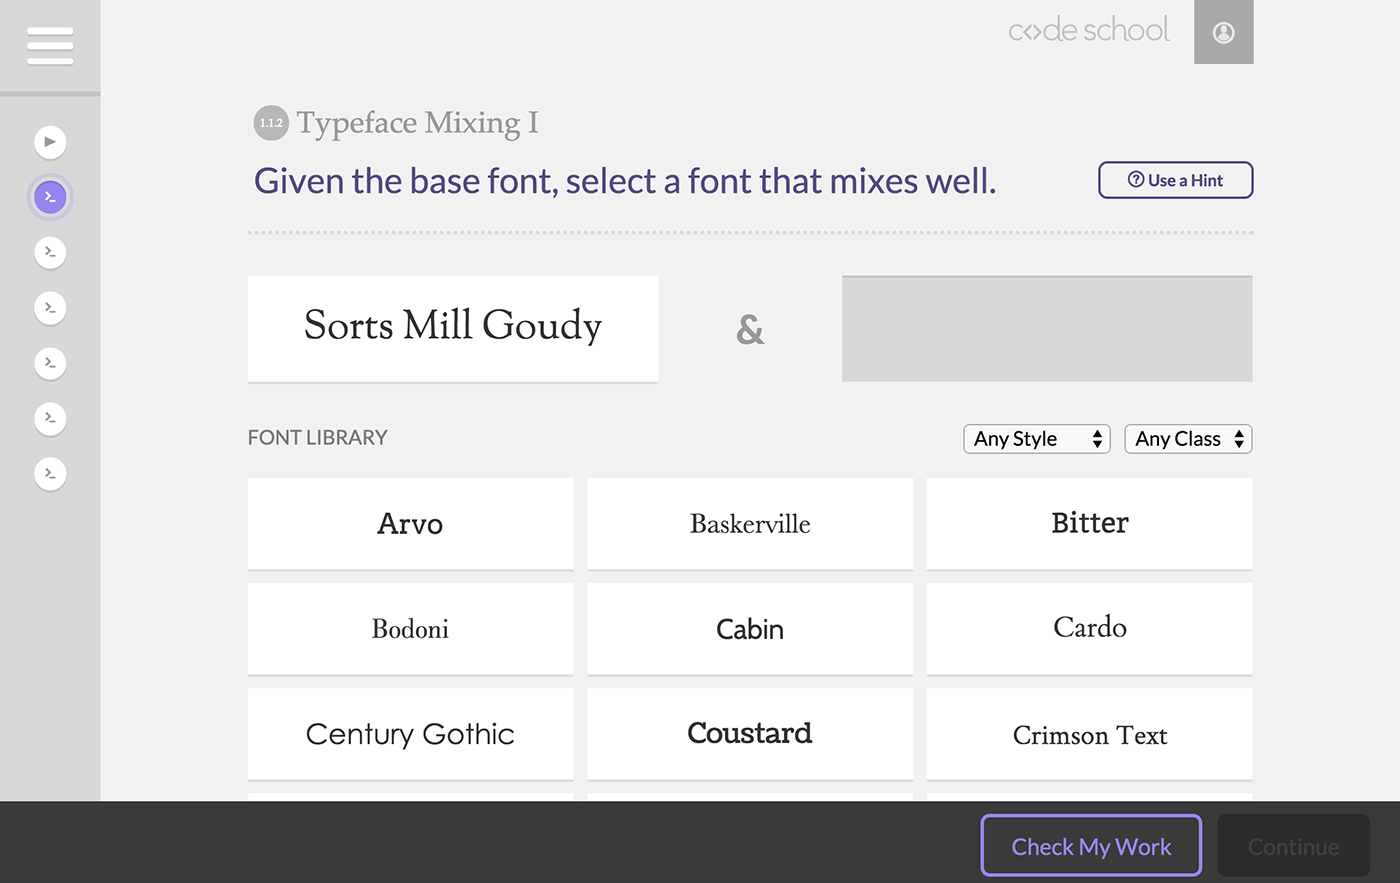 code school
1.1.2 Typeface Mixing I
Given the base font, select a font that mixes well.
Use a Hint
Sorts Mill Goudy
&
FONT LIBRARY
Any Style
Any Class
Arvo
Baskerville
Bitter
Bodoni
Cabin
Cardo
Century Gothic
Coustard
Crimson Text
Check My Work
Continue